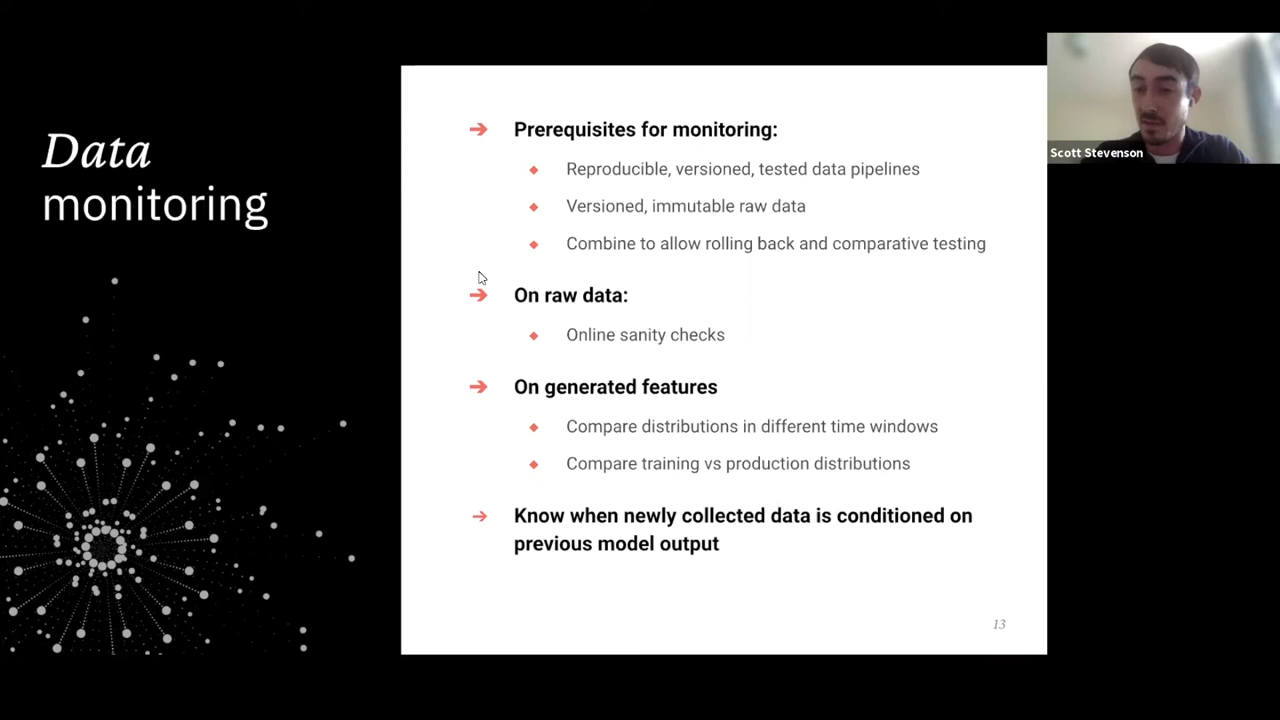 Data
monitoring
Prerequisites for monitoring:
Reproducible, versioned, tested data pipelines
Versioned, immutable raw data
Combine to allow rolling back and comparative testing
On raw data:
Online sanity checks
On generated features
Compare distributions in different time windows
Compare training vs production distributions
Know when newly collected data is conditioned on
previous model output
13
Scott Stevenson